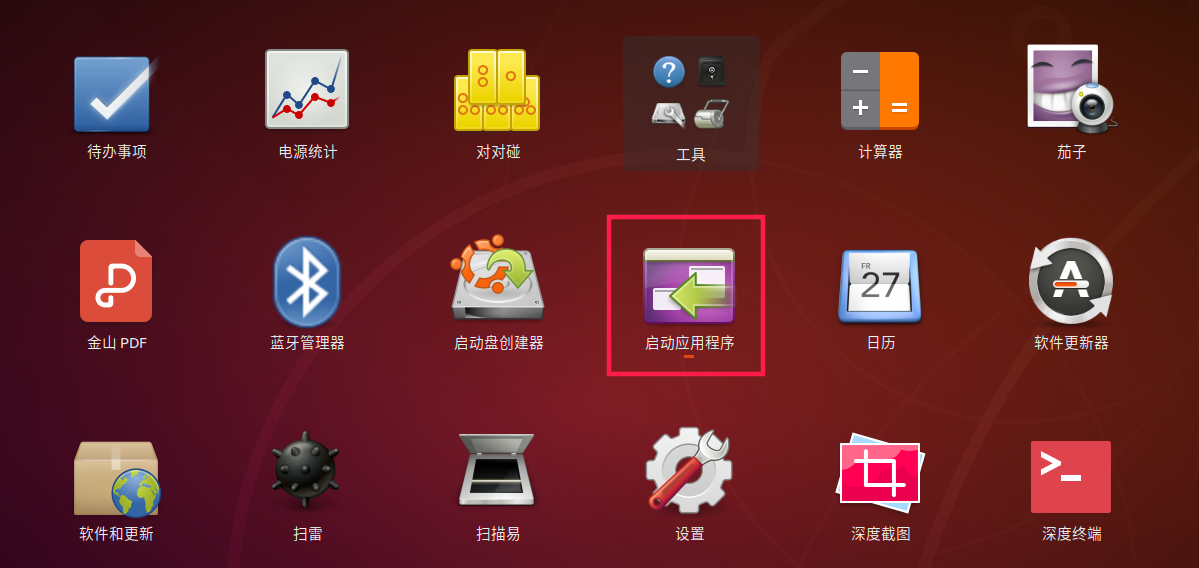 待办事项
电源统计
对对碰
工具
计算器
茄子
金山 PDF
蓝牙管理器
启动盘创建器
启动应用程序
FR
27
日历
A
软件更新器
软件和更新
扫雷
扫描易
设置
深度截图
深度终端